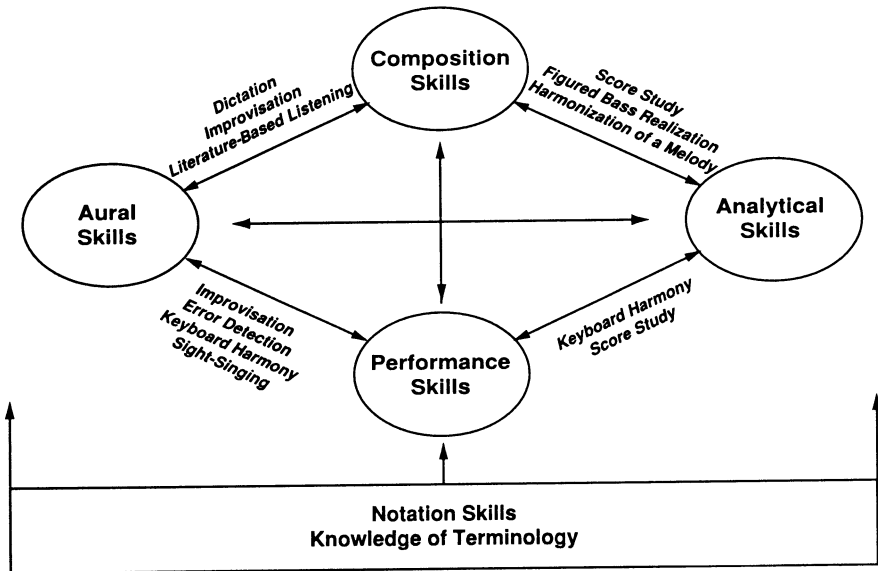 Composition
Skills
Dictation
Improvisation
Literature-Based Listening
Score Study
Figured Bass Realization
Harmonization of a Melody
Aural
Skills
Analytical
Skills
Improvisation
Error Detection
Keyboard Harmony
Sight-Singing
Keyboard Harmony
Score Study
Performance
Skills
Notation Skills
Knowledge of Terminology